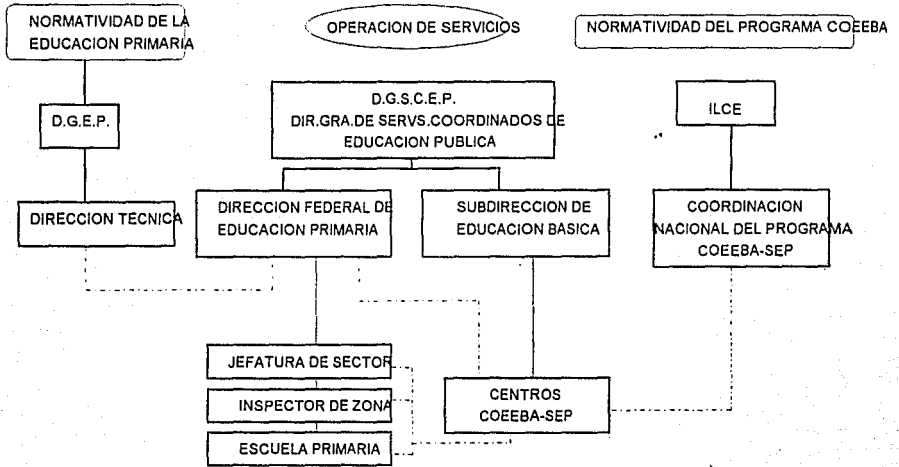 NORMATIVIDAD DE LA
EDUCACION PRIMARIA
OPERACION DE SERVICIOS
NORMATIVIDAD DEL PROGRAMA COEEBA
D.G.E.P.
D.G.S.C.E.P.
DIR.GRA.DE SERVS.COORDINADOS DE
EDUCACION PUBLICA
ILCE
DIRECCION TECNICA
DIRECCION FEDERAL DE
EDUCACION PRIMARIA
SUBDIRECCION DE
EDUCACION BASICA
COORDINACION
NACIONAL DEL PROGRAMA
COEEBA-SEP
JEFATURA DE SECTOR
INSPECTOR DE ZONA
ESCUELA PRIMARIA
CENTROS
COEEBA-SEP